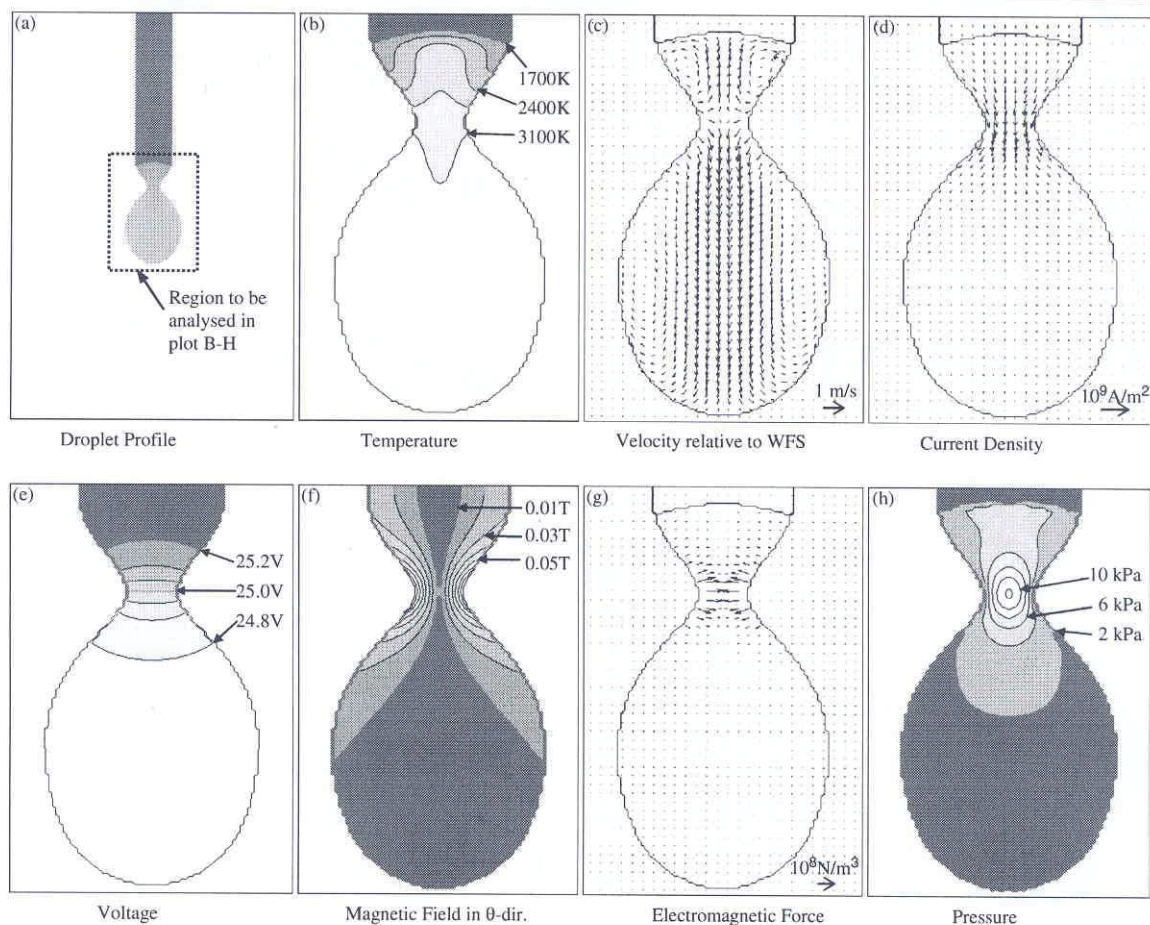 (a)
Region to be
analysed in
plot B-H
Droplet Profile
(b)
1700K
2400K
3100K
Temperature
(c)
1 m/s
Velocity relative to WFS
(d)
10⁹A/m²
Current Density
(e)
25.2V
25.0V
24.8V
Voltage
(f)
0.01T
0.03T
0.05T
Magnetic Field in θ-dir.
(g)
10⁸N/m³
Electromagnetic Force
(h)
10 kPa
6 kPa
2 kPa
Pressure